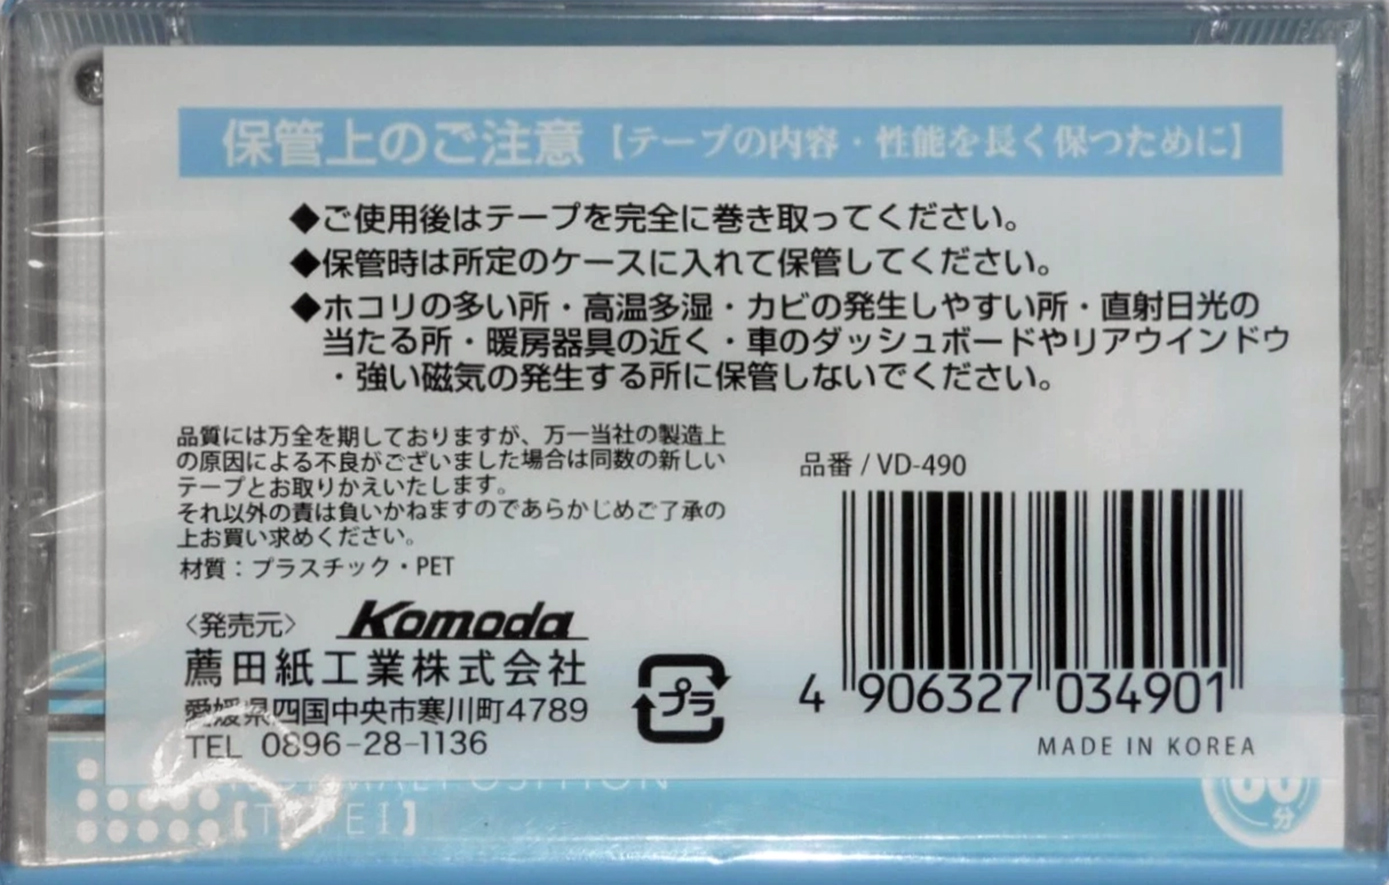 保管上のご注意【テープの内容・性能を長く保つために】
◆ご使用後はテープを完全に巻き取ってください。
◆保管時は所定のケースに入れて保管してください。
◆ホコリの多い所・高温多湿・カビの発生しやすい所・直射日光の
当たる所・暖房器具の近く・車のダッシュボードやリアウインドウ
・強い磁気の発生する所に保管しないでください。
品質には万全を期しておりますが、万一当社の製造上
の原因による不良がございました場合は同数の新しい
テープとお取りかえいたします。
それ以外の責は負いかねますのであらかじめご了承の
上お買い求めください。
材質：プラスチック・PET
〈発売元〉 Komoda
薦田紙工業株式会社
愛媛県四国中央市寒川町4789
TEL 0896-28-1136
プラ
品番 / VD-490
4 906327 034901
MADE IN KOREA
POSITION
分